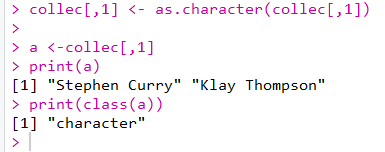 > collec[,1] <- as.character(collec[,1])
>
> a <-collec[,1]
> print(a)
[1] "Stephen Curry" "Klay Thompson"
> print(class(a))
[1] "character"
>